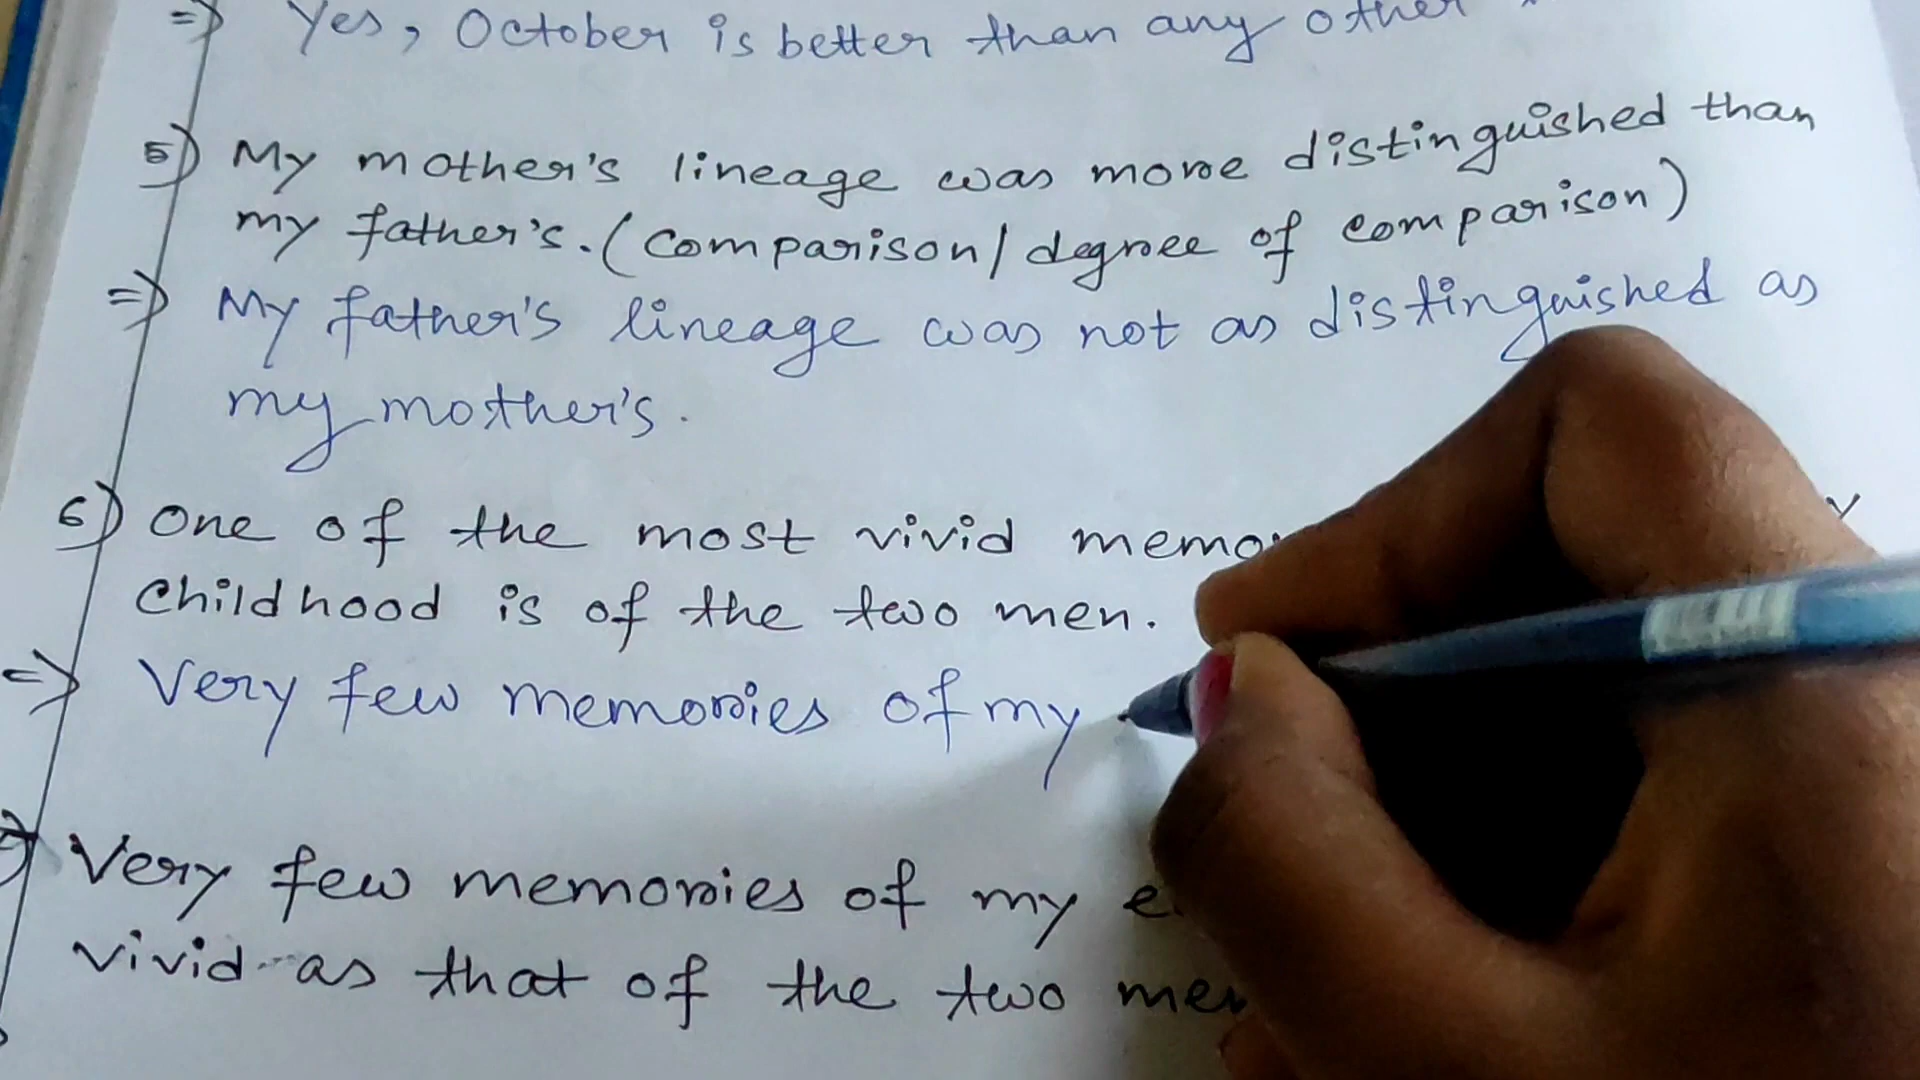 => Yes, October is better than any other
5) My mother's lineage was more distinguished than
my father's. (Comparison/degree of comparison)
=> My father's lineage was not as distinguished as
my mother's.
6) One of the most vivid
Childhood is of the two men.
=> Very few memories of my
Very few memories of my
vivid as that of the two